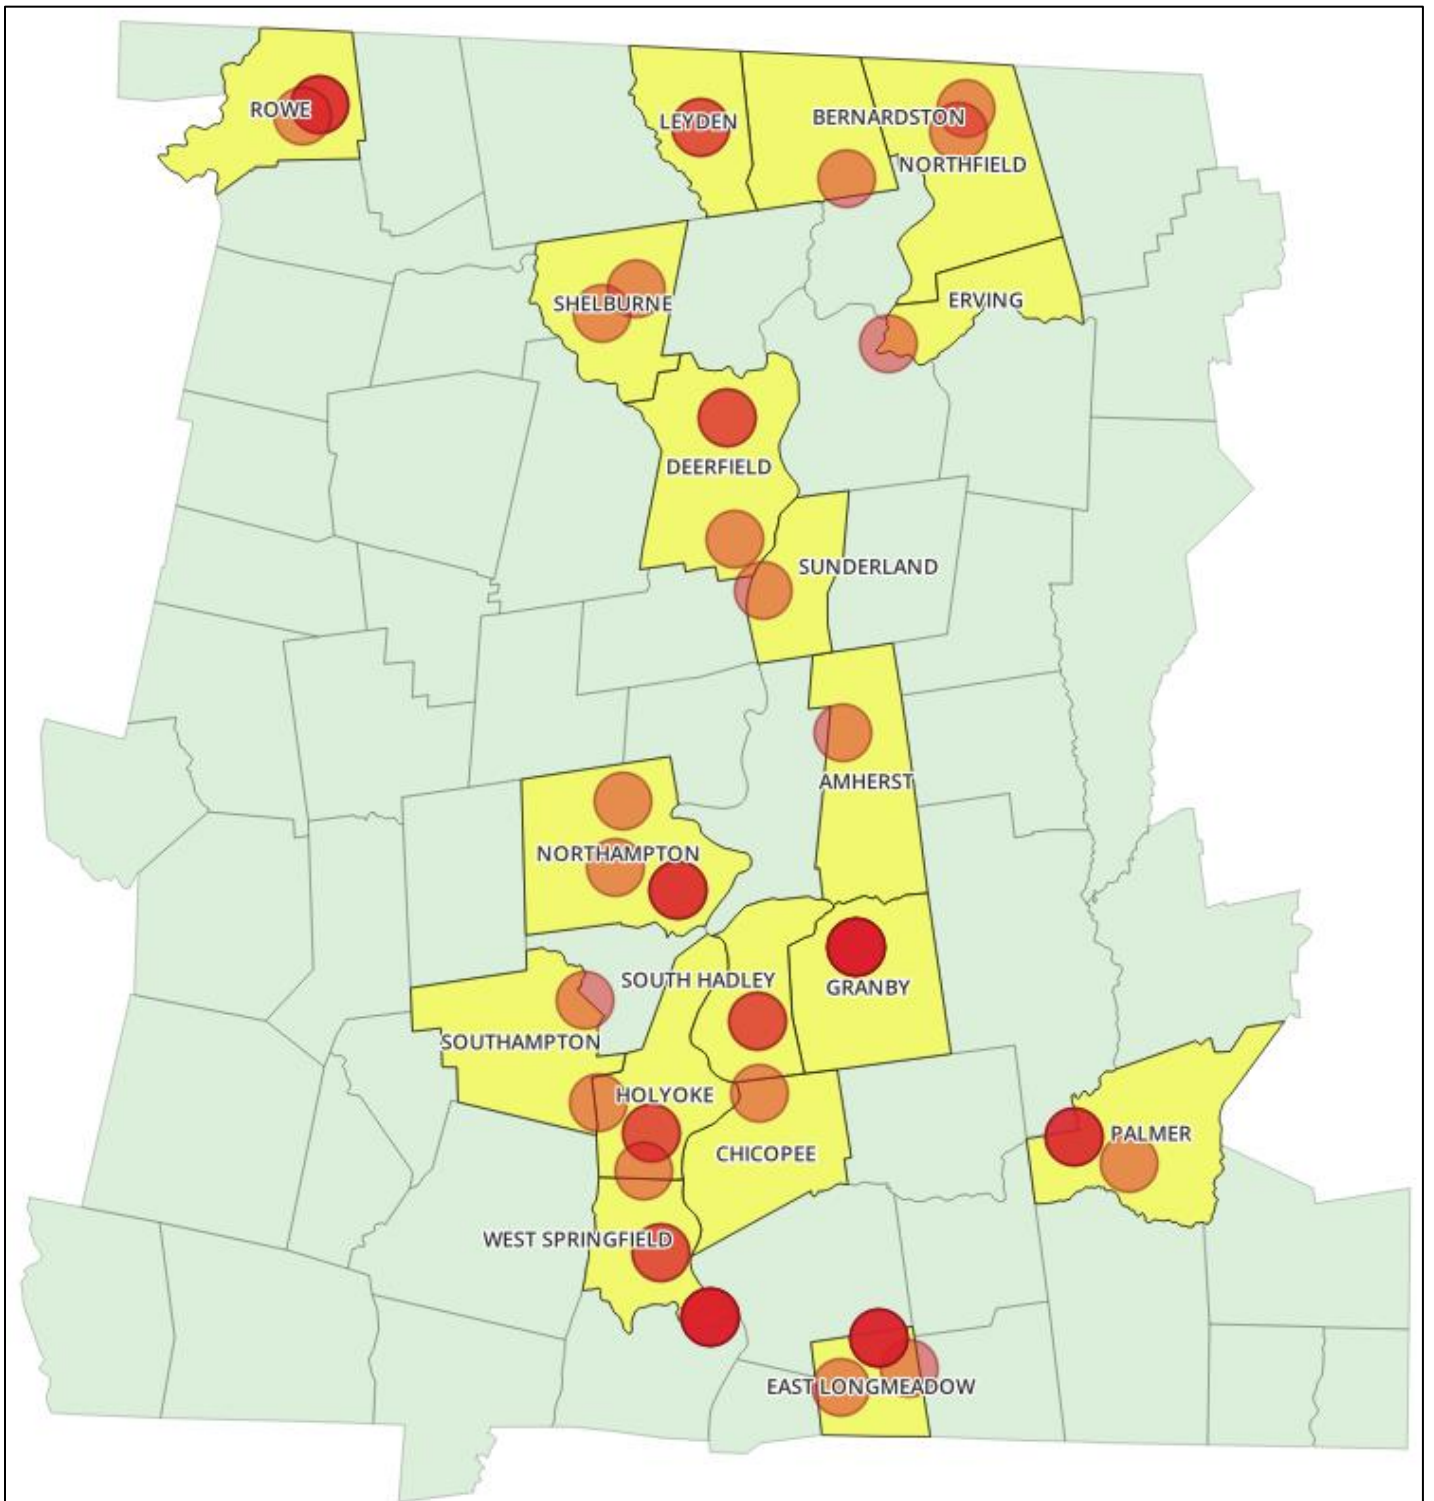 ROWE
LEYDEN
BERNARDSTON
NORTHFIELD
ERVING
SHELBURNE
DEERFIELD
SUNDERLAND
AMHERST
NORTHAMPTON
SOUTH HADLEY
GRANBY
SOUTHAMPTON
HOLYOKE
PALMER
CHICOPEE
WEST SPRINGFIELD
EAST LONGMEADOW